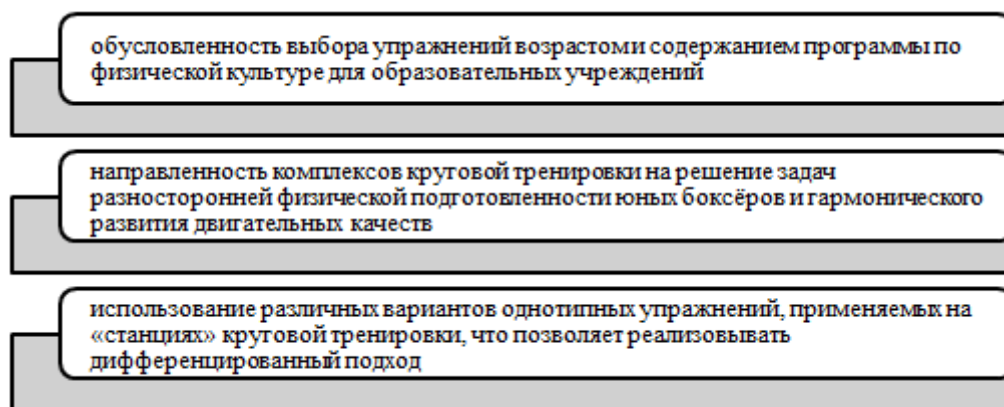 обусловленность выбора упражнений возрастом и содержанием программы по
физической культуре для образовательных учреждений
направленность комплексов круговой тренировки на решение задач
разносторонней физической подготовленности юных боксёров и гармонического
развития двигательных качеств
использование различных вариантов однотипных упражнений, применяемых на
«станциях» круговой тренировки, что позволяет реализовывать
дифференцированный подход